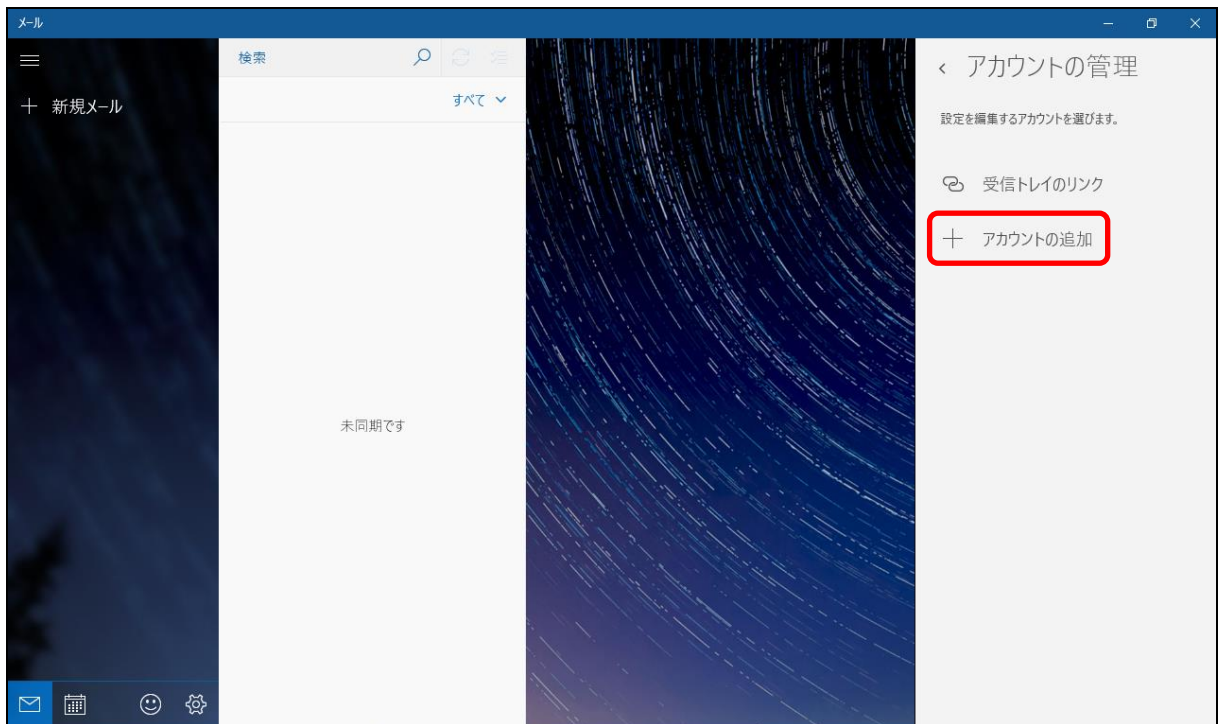 メール
新規メール
検索
すべて
未同期です
アカウントの管理
設定を編集するアカウントを選びます。
受信トレイのリンク
アカウントの追加